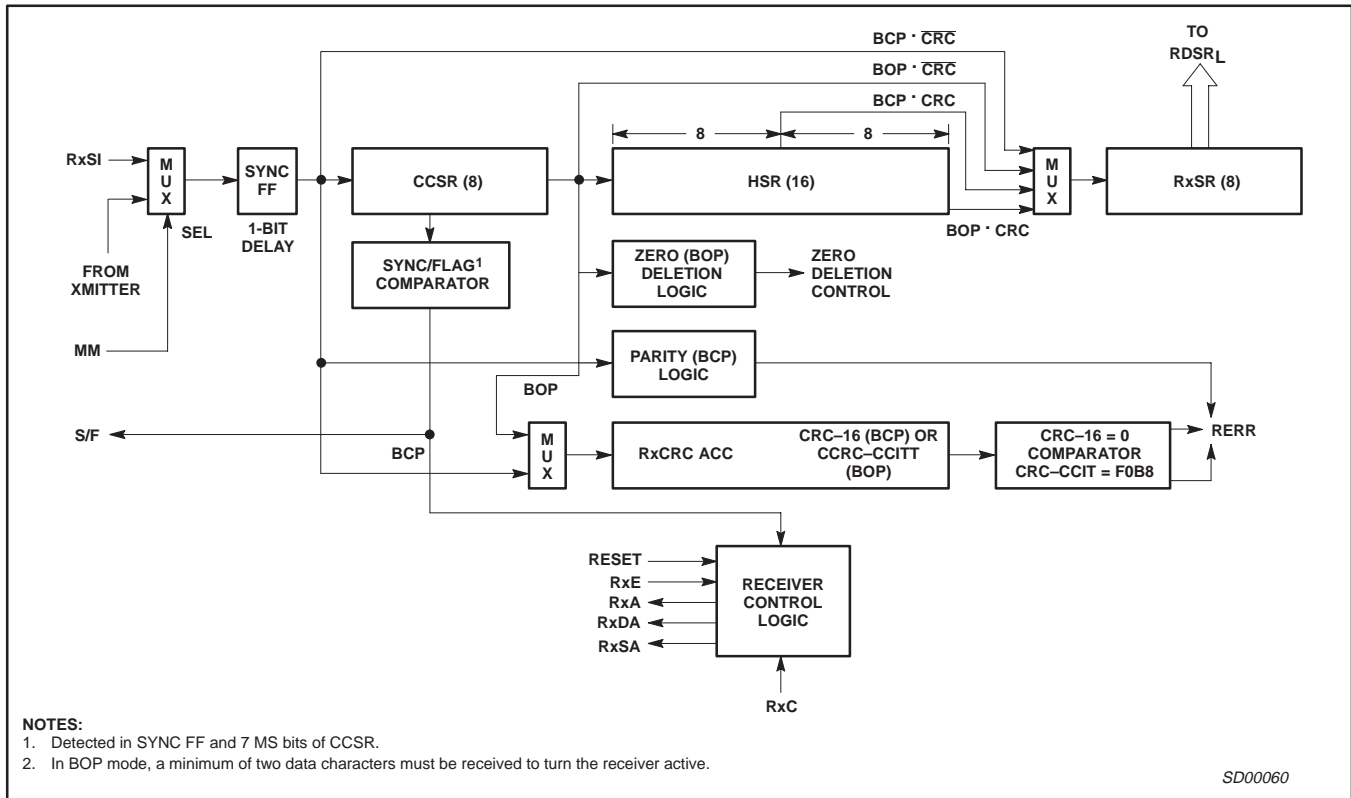 BCP · CRC
BOP · CRC
BCP · CRC
TO
RDSRL
8
8
RxSI
MUX
SYNC
FF
CCSR (8)
HSR (16)
MUX
RxSR (8)
SEL
1-BIT
DELAY
BOP · CRC
FROM
XMITTER
SYNC/FLAG1
COMPARATOR
ZERO (BOP)
DELETION
LOGIC
ZERO
DELETION
CONTROL
MM
PARITY (BCP)
LOGIC
BOP
S/F
BCP
MUX
RxCRC ACC
CRC–16 (BCP) OR
CCRC–CCITT
(BOP)
CRC–16 = 0
COMPARATOR
CRC–CCIT = F0B8
RERR
RESET
RxE
RxA
RxDA
RxSA
RECEIVER
CONTROL
LOGIC
RxC
NOTES:
1. Detected in SYNC FF and 7 MS bits of CCSR.
2. In BOP mode, a minimum of two data characters must be received to turn the receiver active.
SD00060